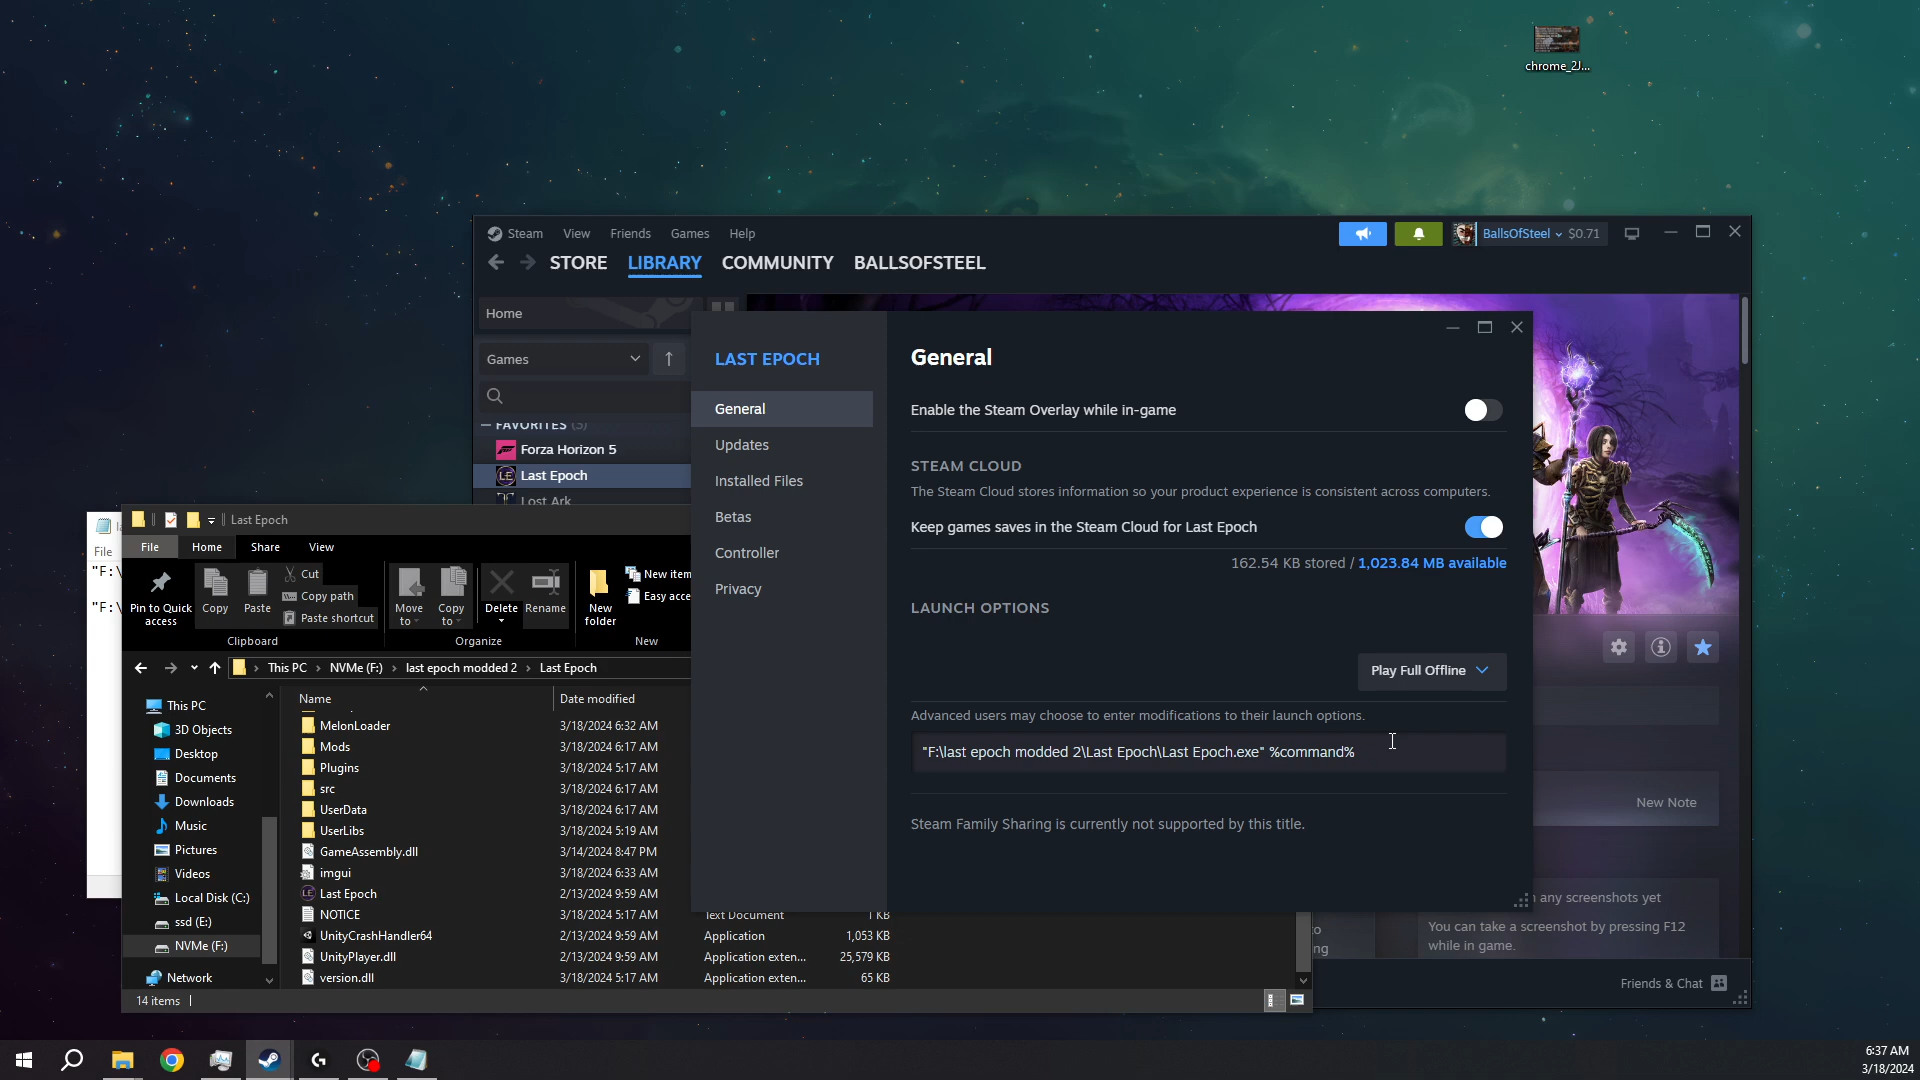 chrome_2J...
Steam View Friends Games Help
BallsOfSteel $0.71
STORE LIBRARY COMMUNITY BALLSOFSTEEL
Home
Games
FAVORITES (3)
Forza Horizon 5
Last Epoch
Lost Ark
LAST EPOCH
General
Updates
Installed Files
Betas
Controller
Privacy
General
Enable the Steam Overlay while in-game
STEAM CLOUD
The Steam Cloud stores information so your product experience is consistent across computers.
Keep games saves in the Steam Cloud for Last Epoch
162.54 KB stored / 1,023.84 MB available
LAUNCH OPTIONS
Play Full Offline
Advanced users may choose to enter modifications to their launch options.
"F:\last epoch modded 2\Last Epoch\Last Epoch.exe" %command%
Steam Family Sharing is currently not supported by this title.
New Note
any screenshots yet
You can take a screenshot by pressing F12
while in game.
Friends & Chat
File
"F:\
"F:\
Last Epoch
File Home Share View
Pin to Quick
access
Copy
Paste
Cut
Copy path
Paste shortcut
Move
to
Copy
to
Delete
Rename
New
folder
New item
Easy acce
Clipboard Organize New
This PC NVMe (F:) last epoch modded 2 Last Epoch
This PC
3D Objects
Desktop
Documents
Downloads
Music
Pictures
Videos
Local Disk (C:)
ssd (E:)
NVMe (F:)
Network
Name Date modified
MelonLoader 3/18/2024 6:32 AM
Mods 3/18/2024 6:17 AM
Plugins 3/18/2024 5:17 AM
src 3/18/2024 6:17 AM
UserData 3/18/2024 6:17 AM
UserLibs 3/18/2024 5:19 AM
GameAssembly.dll 3/14/2024 8:47 PM
imgui 3/18/2024 6:33 AM
Last Epoch 2/13/2024 9:59 AM
NOTICE 3/18/2024 5:17 AM Text Document 1 KB
UnityCrashHandler64 2/13/2024 9:59 AM Application 1,053 KB
UnityPlayer.dll 2/13/2024 9:59 AM Application exten... 25,579 KB
version.dll 3/18/2024 5:17 AM Application exten... 65 KB
14 items
6:37 AM
3/18/2024